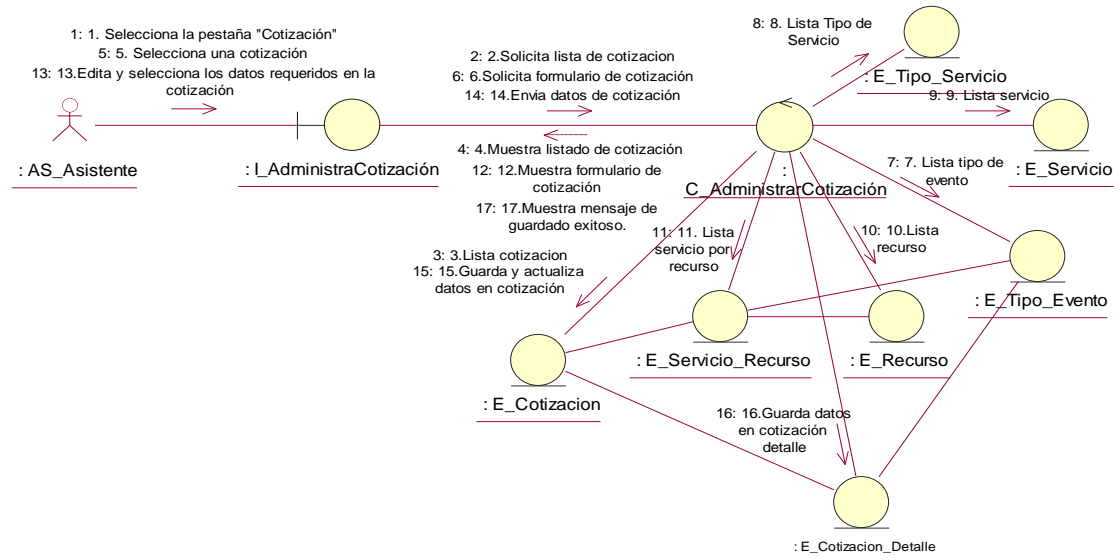 1: 1. Selecciona la pestaña "Cotización"
5: 5. Selecciona una cotización
13: 13.Edita y selecciona los datos requeridos en la
cotización
: AS_Asistente
: I_AdministraCotización
2: 2.Solicita lista de cotizacion
6: 6.Solicita formulario de cotización
14: 14.Envia datos de cotización
4: 4.Muestra listado de cotización
12: 12.Muestra formulario de
cotización
17: 17.Muestra mensaje de
guardado exitoso.
:
C_AdministrarCotización
8: 8. Lista Tipo de
Servicio
: E_Tipo_Servicio
9: 9. Lista servicio
: E_Servicio
7: 7. Lista tipo de
evento
: E_Tipo_Evento
10: 10.Lista
recurso
: E_Recurso
11: 11. Lista
servicio por
recurso
: E_Servicio_Recurso
3: 3.Lista cotizacion
15: 15.Guarda y actualiza
datos en cotización
: E_Cotizacion
16: 16.Guarda datos
en cotización
detalle
: E_Cotizacion_Detalle